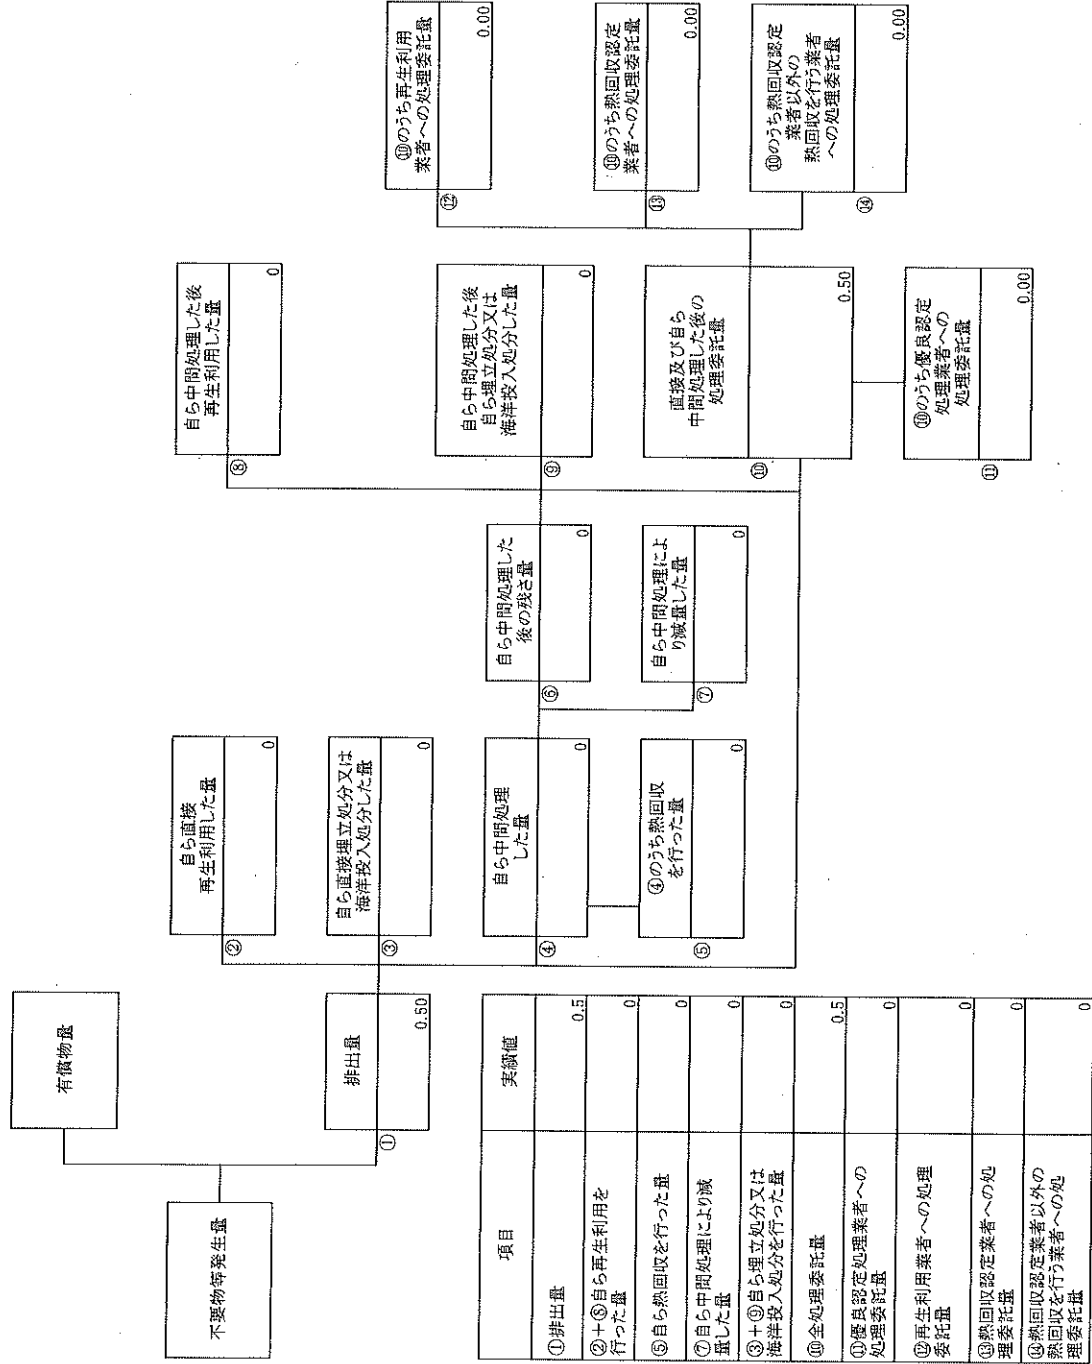 不要物等発生量
有償物量
①
排出量
0.50
②
自ら直接
再生利用した量
0
③
自ら直接埋立処分又は
海洋投入処分した量
0
④
自ら中間処理
した量
0
⑤
④のうち熱回収
を行った量
0
⑥
自ら中間処理した
後の残さ量
0
⑦
自ら中間処理によ
り減量した量
0
⑧
自ら中間処理した後
再生利用した量
0
⑨
自ら中間処理した後
自ら埋立処分又は
海洋投入処分した量
0
⑩
直接及び自ら
中間処理した後の
処理委託量
0.50
⑪
⑩のうち優良認定
処理業者への
処理委託量
0.00
⑫
⑩のうち再生利用
業者への処理委託量
0.00
⑬
⑩のうち熱回収認定
業者への処理委託量
0.00
⑭
⑩のうち熱回収認定
業者以外の
熱回収を行う業者
への処理委託量
0.00
項目
実績値
①排出量
0.5
②+⑧自ら再生利用を
行った量
0
⑤自ら熱回収を行った量
0
⑦自ら中間処理により減
量した量
0
③+⑨自ら埋立処分又は
海洋投入処分を行った量
0
⑩全処理委託量
0.5
⑪優良認定処理業者への
処理委託量
0
⑫再生利用業者への処理
委託量
0
⑬熱回収認定業者への処
理委託量
0
⑭熱回収認定業者以外の
熱回収を行う業者への処
理委託量
0